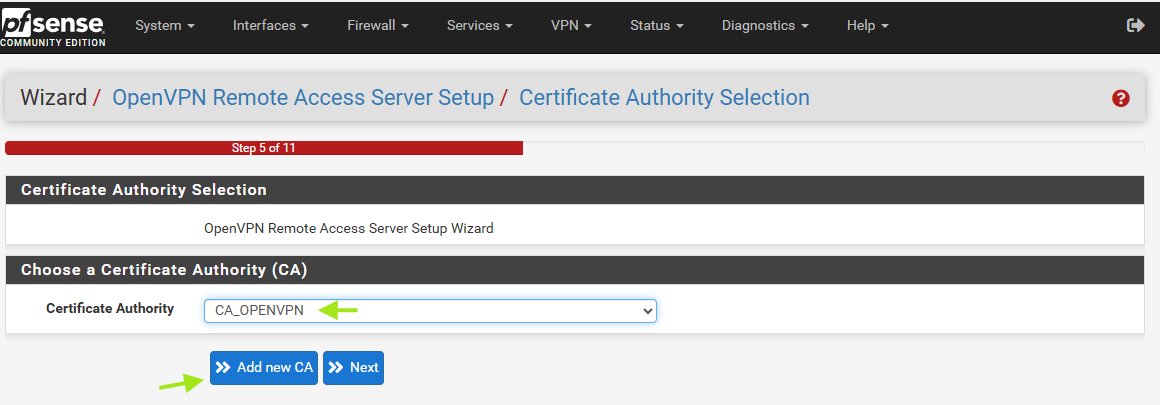 pfsense
COMMUNITY EDITION
System Interfaces Firewall Services VPN Status Diagnostics Help
Wizard / OpenVPN Remote Access Server Setup / Certificate Authority Selection
Step 5 of 11
Certificate Authority Selection
OpenVPN Remote Access Server Setup Wizard
Choose a Certificate Authority (CA)
Certificate Authority CA_OPENVPN
Add new CA Next